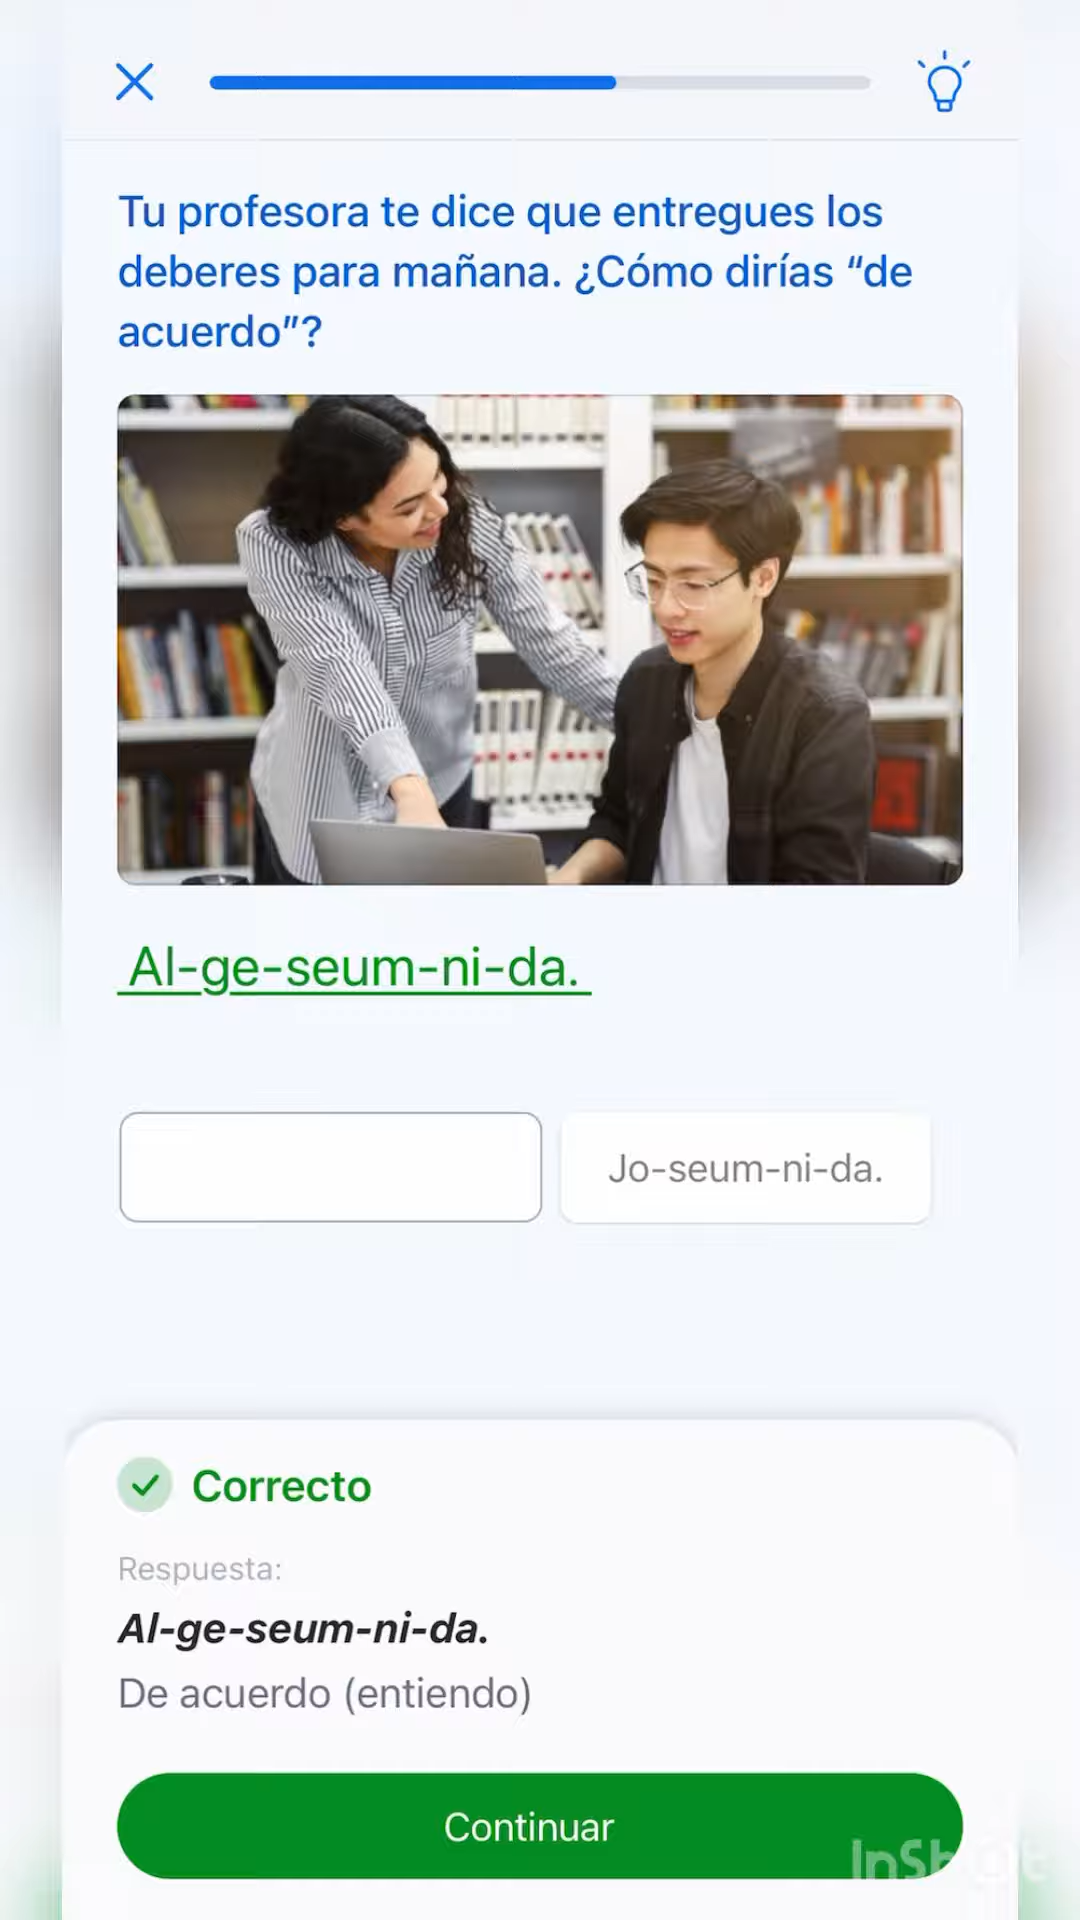 Tu profesora te dice que entregues los
deberes para mañana. ¿Cómo dirías “de
acuerdo”?
Al-ge-seum-ni-da.
Jo-seum-ni-da.
Correcto
Respuesta:
Al-ge-seum-ni-da.
De acuerdo (entiendo)
Continuar
InShot